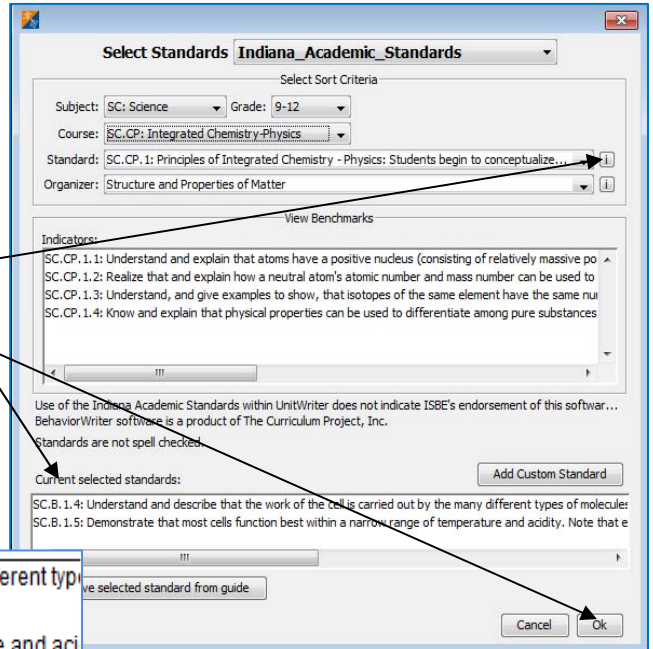 Select Standards Indiana_Academic_Standards
Select Sort Criteria
Subject: SC: Science Grade: 9-12
Course: SC.CP: Integrated Chemistry-Physics
Standard: SC.CP.1: Principles of Integrated Chemistry - Physics: Students begin to conceptualize... i
Organizer: Structure and Properties of Matter i
View Benchmarks
Indicators:
SC.CP.1.1: Understand and explain that atoms have a positive nucleus (consisting of relatively massive po
SC.CP.1.2: Realize that and explain how a neutral atom's atomic number and mass number can be used to
SC.CP.1.3: Understand, and give examples to show, that isotopes of the same element have the same nu
SC.CP.1.4: Know and explain that physical properties can be used to differentiate among pure substances
Use of the Indiana Academic Standards within UnitWriter does not indicate ISBE's endorsement of this softwar...
BehaviorWriter software is a product of The Curriculum Project, Inc.
Standards are not spell checked.
Current selected standards:
Add Custom Standard
SC.B.1.4: Understand and describe that the work of the cell is carried out by the many different types of molecules
SC.B.1.5: Demonstrate that most cells function best within a narrow range of temperature and acidity. Note that e
erent typ
ve selected standard from guide
e and aci
Cancel Ok